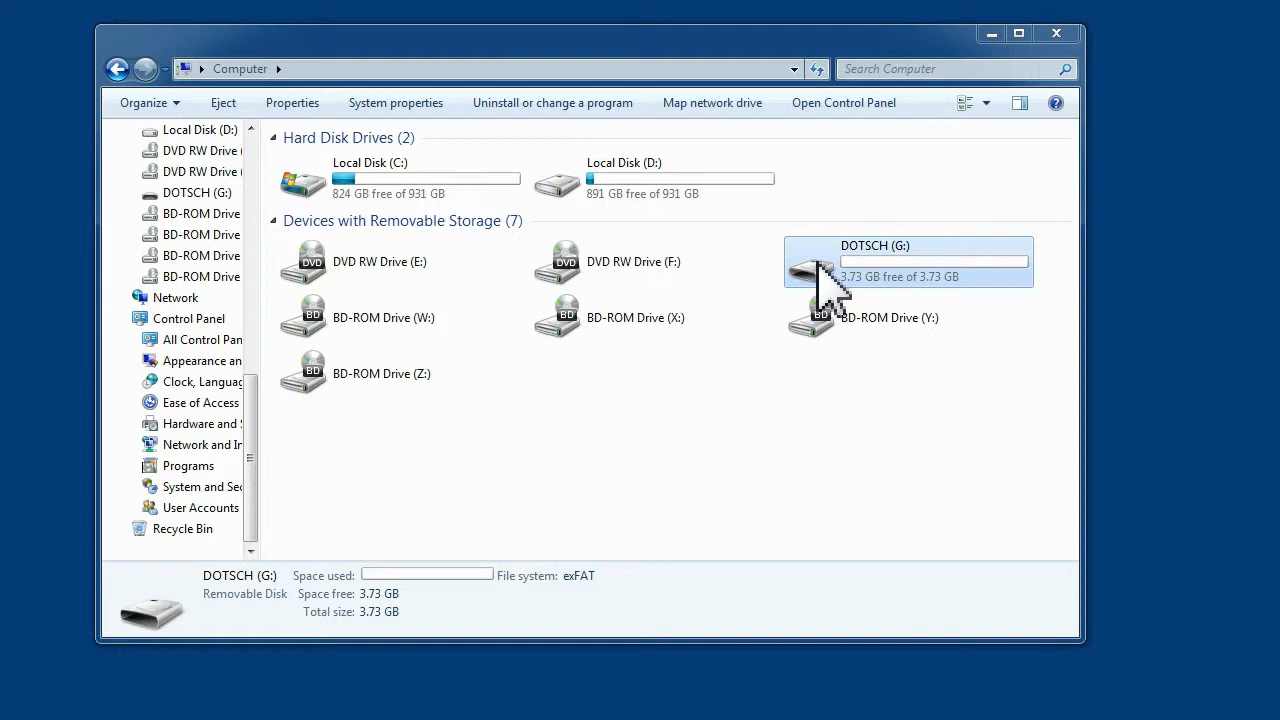 Computer
Search Computer
Organize Eject Properties System properties Uninstall or change a program Map network drive Open Control Panel
Local Disk (D:)
DVD RW Drive (
DVD RW Drive (
DOTSCH (G:)
BD-ROM Drive
BD-ROM Drive
BD-ROM Drive
BD-ROM Drive
Network
Control Panel
All Control Pan
Appearance an
Clock, Languag
Ease of Access
Hardware and S
Network and In
Programs
System and Sec
User Accounts
Recycle Bin
Hard Disk Drives (2)
Local Disk (C:)
824 GB free of 931 GB
Local Disk (D:)
891 GB free of 931 GB
Devices with Removable Storage (7)
DVD DVD RW Drive (E:)
DVD DVD RW Drive (F:)
DOTSCH (G:)
3.73 GB free of 3.73 GB
BD BD-ROM Drive (W:)
BD BD-ROM Drive (X:)
BD BD-ROM Drive (Y:)
BD BD-ROM Drive (Z:)
DOTSCH (G:) Space used: File system: exFAT
Removable Disk Space free: 3.73 GB
Total size: 3.73 GB